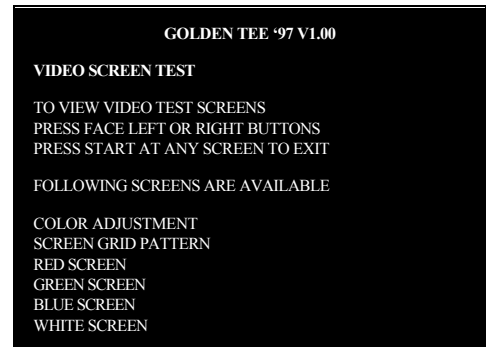 GOLDEN TEE ‘97 V1.00
VIDEO SCREEN TEST
TO VIEW VIDEO TEST SCREENS
PRESS FACE LEFT OR RIGHT BUTTONS
PRESS START AT ANY SCREEN TO EXIT
FOLLOWING SCREENS ARE AVAILABLE
COLOR ADJUSTMENT
SCREEN GRID PATTERN
RED SCREEN
GREEN SCREEN
BLUE SCREEN
WHITE SCREEN